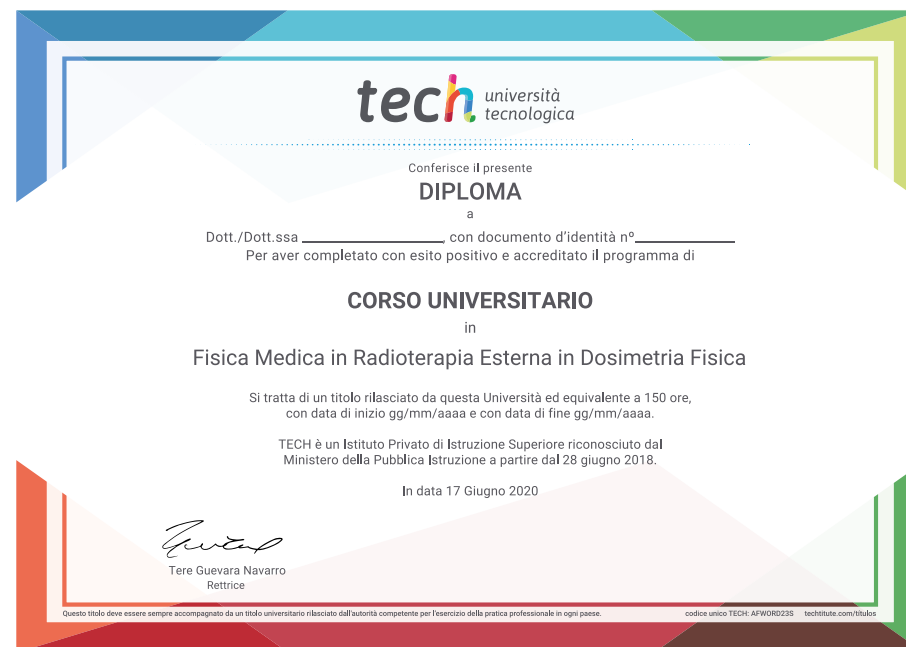 tech università
tecnologica
Conferisce il presente
DIPLOMA
a
Dott./Dott.ssa ____________________, con documento d'identità nº______________
Per aver completato con esito positivo e accreditato il programma di
CORSO UNIVERSITARIO
in
Fisica Medica in Radioterapia Esterna in Dosimetria Fisica
Si tratta di un titolo rilasciato da questa Università ed equivalente a 150 ore,
con data di inizio gg/mm/aaaa e con data di fine gg/mm/aaaa.
TECH è un Istituto Privato di Istruzione Superiore riconosciuto dal
Ministero della Pubblica Istruzione a partire dal 28 giugno 2018.
In data 17 Giugno 2020
Tere Guevara Navarro
Rettrice
Questo titolo deve essere sempre accompagnato da un titolo universitario rilasciato dall'autorità competente per l'esercizio della pratica professionale in ogni paese. codice unico TECH: AFWORD23S techtitute.com/títulos